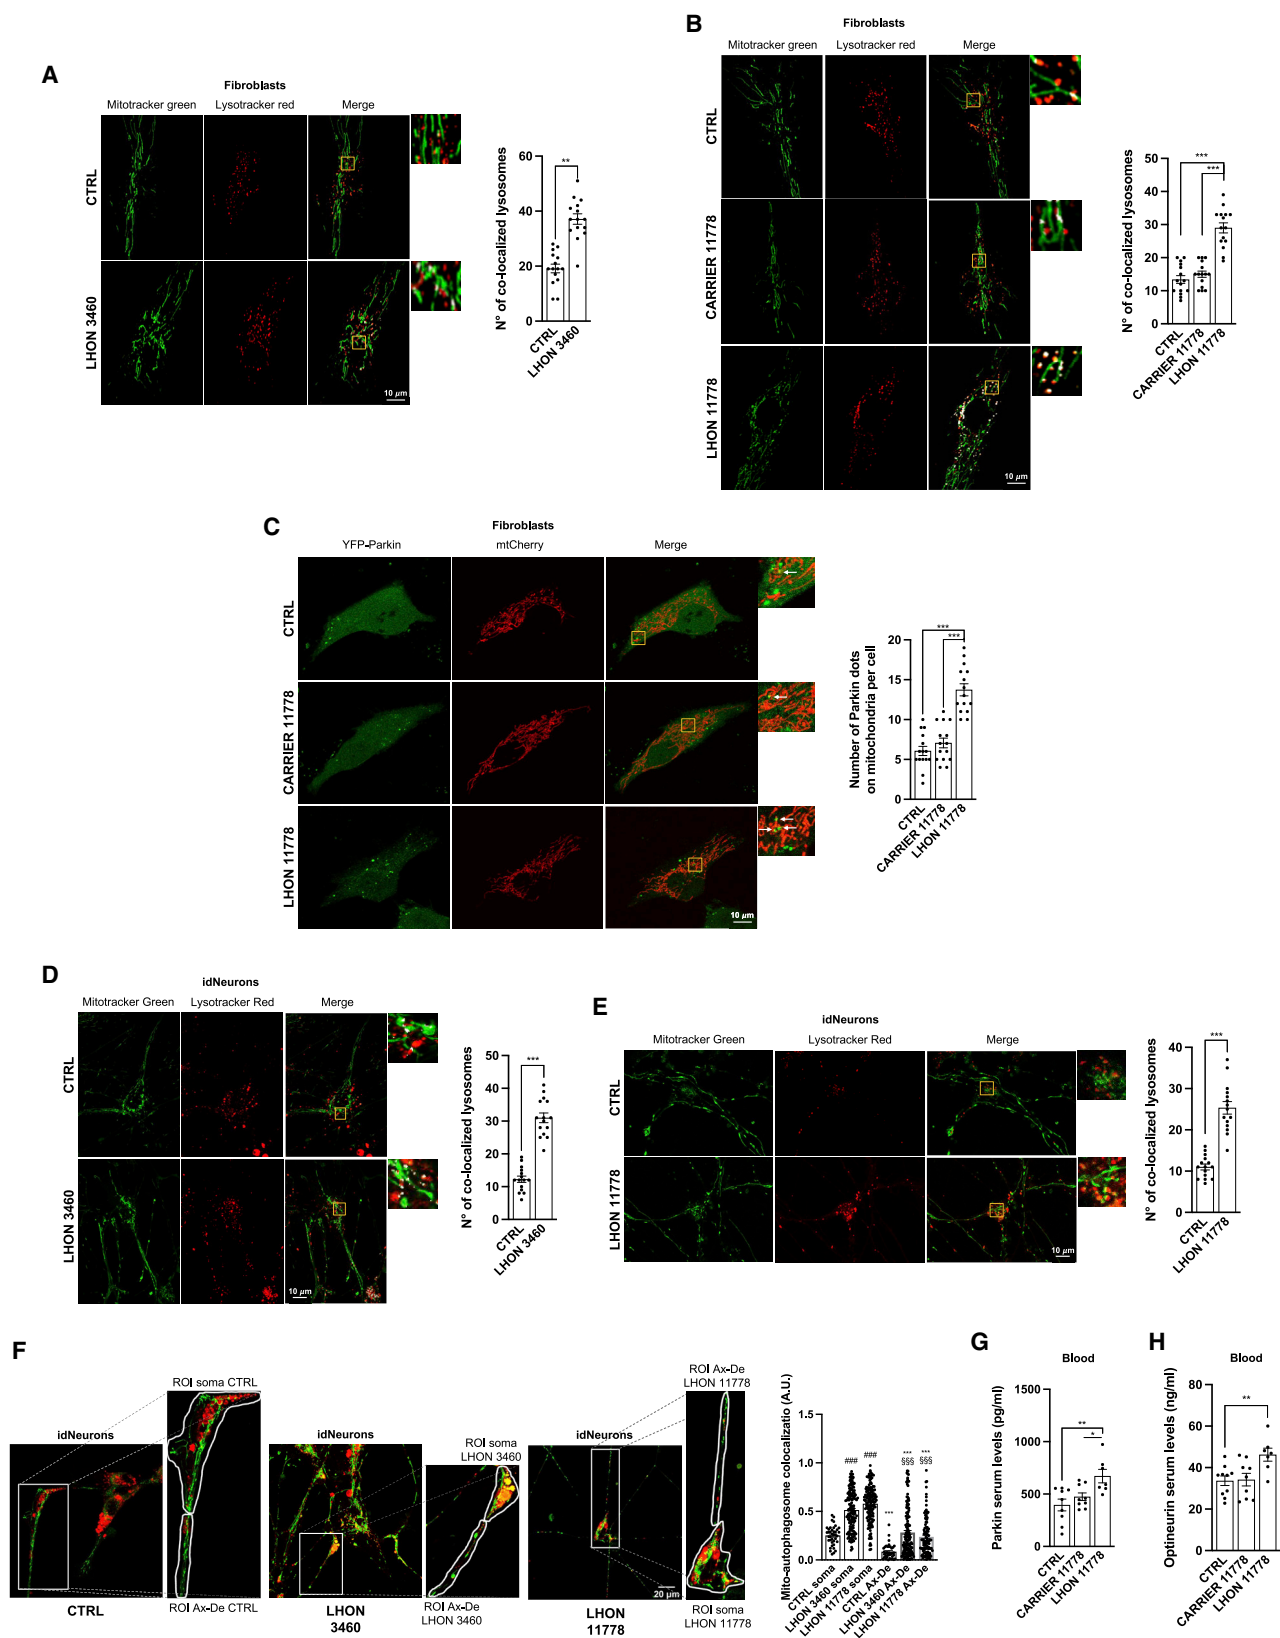 A
Fibroblasts
Mitotracker green
Lysotracker red
Merge
CTRL
LHON 3460
10 µm
N° of co-localized lysosomes
60
40
20
0
**
CTRL
LHON 3460
B
Fibroblasts
Mitotracker green
Lysotracker red
Merge
CTRL
CARRIER 11778
LHON 11778
10 µm
N° of co-localized lysosomes
50
40
30
20
10
0
***
***
CTRL
CARRIER 11778
LHON 11778
C
Fibroblasts
YFP-Parkin
mtCherry
Merge
CTRL
CARRIER 11778
LHON 11778
10 µm
Number of Parkin dots
on mitochondria per cell
20
15
10
5
0
***
***
CTRL
CARRIER 11778
LHON 11778
D
idNeurons
Mitotracker Green
Lysotracker Red
Merge
CTRL
LHON 3460
10 µm
N° of co-localized lysosomes
50
40
30
20
10
0
***
CTRL
LHON 3460
E
idNeurons
Mitotracker Green
Lysotracker Red
Merge
CTRL
LHON 11778
10 µm
N° of co-localized lysosomes
40
30
20
10
0
***
CTRL
LHON 11778
F
idNeurons
CTRL
ROI soma CTRL
ROI Ax-De CTRL
idNeurons
LHON
3460
ROI soma
LHON 3460
ROI Ax-De
LHON 3460
idNeurons
LHON
11778
ROI Ax-De
LHON 11778
20 µm
ROI soma
LHON 11778
Mito-autophagosome colocalizatio (A.U.)
1.5
1.0
0.5
0.0
###
###
***
***
§§§
***
§§§
CTRL soma
LHON 3460 soma
LHON 11778 soma
CTRL Ax-De
LHON 3460 Ax-De
LHON 11778 Ax-De
G
Blood
Parkin serum levels (pg/ml)
1500
1000
500
0
**
*
CTRL
CARRIER 11778
LHON 11778
H
Blood
Optineurin serum levels (ng/ml)
80
60
40
20
0
**
CTRL
CARRIER 11778
LHON 11778